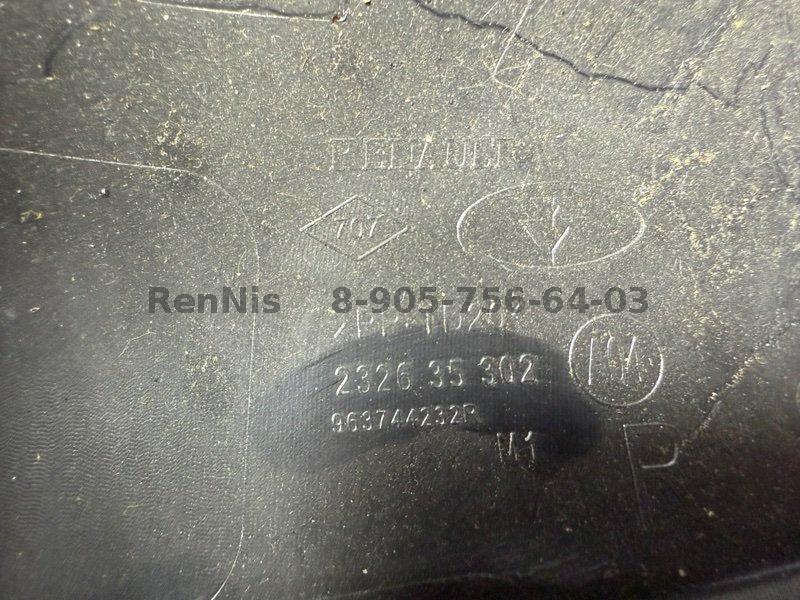 RENAULT
707
RenNis 8-905-756-64-03
2326 35 302
963744232R
M1
P